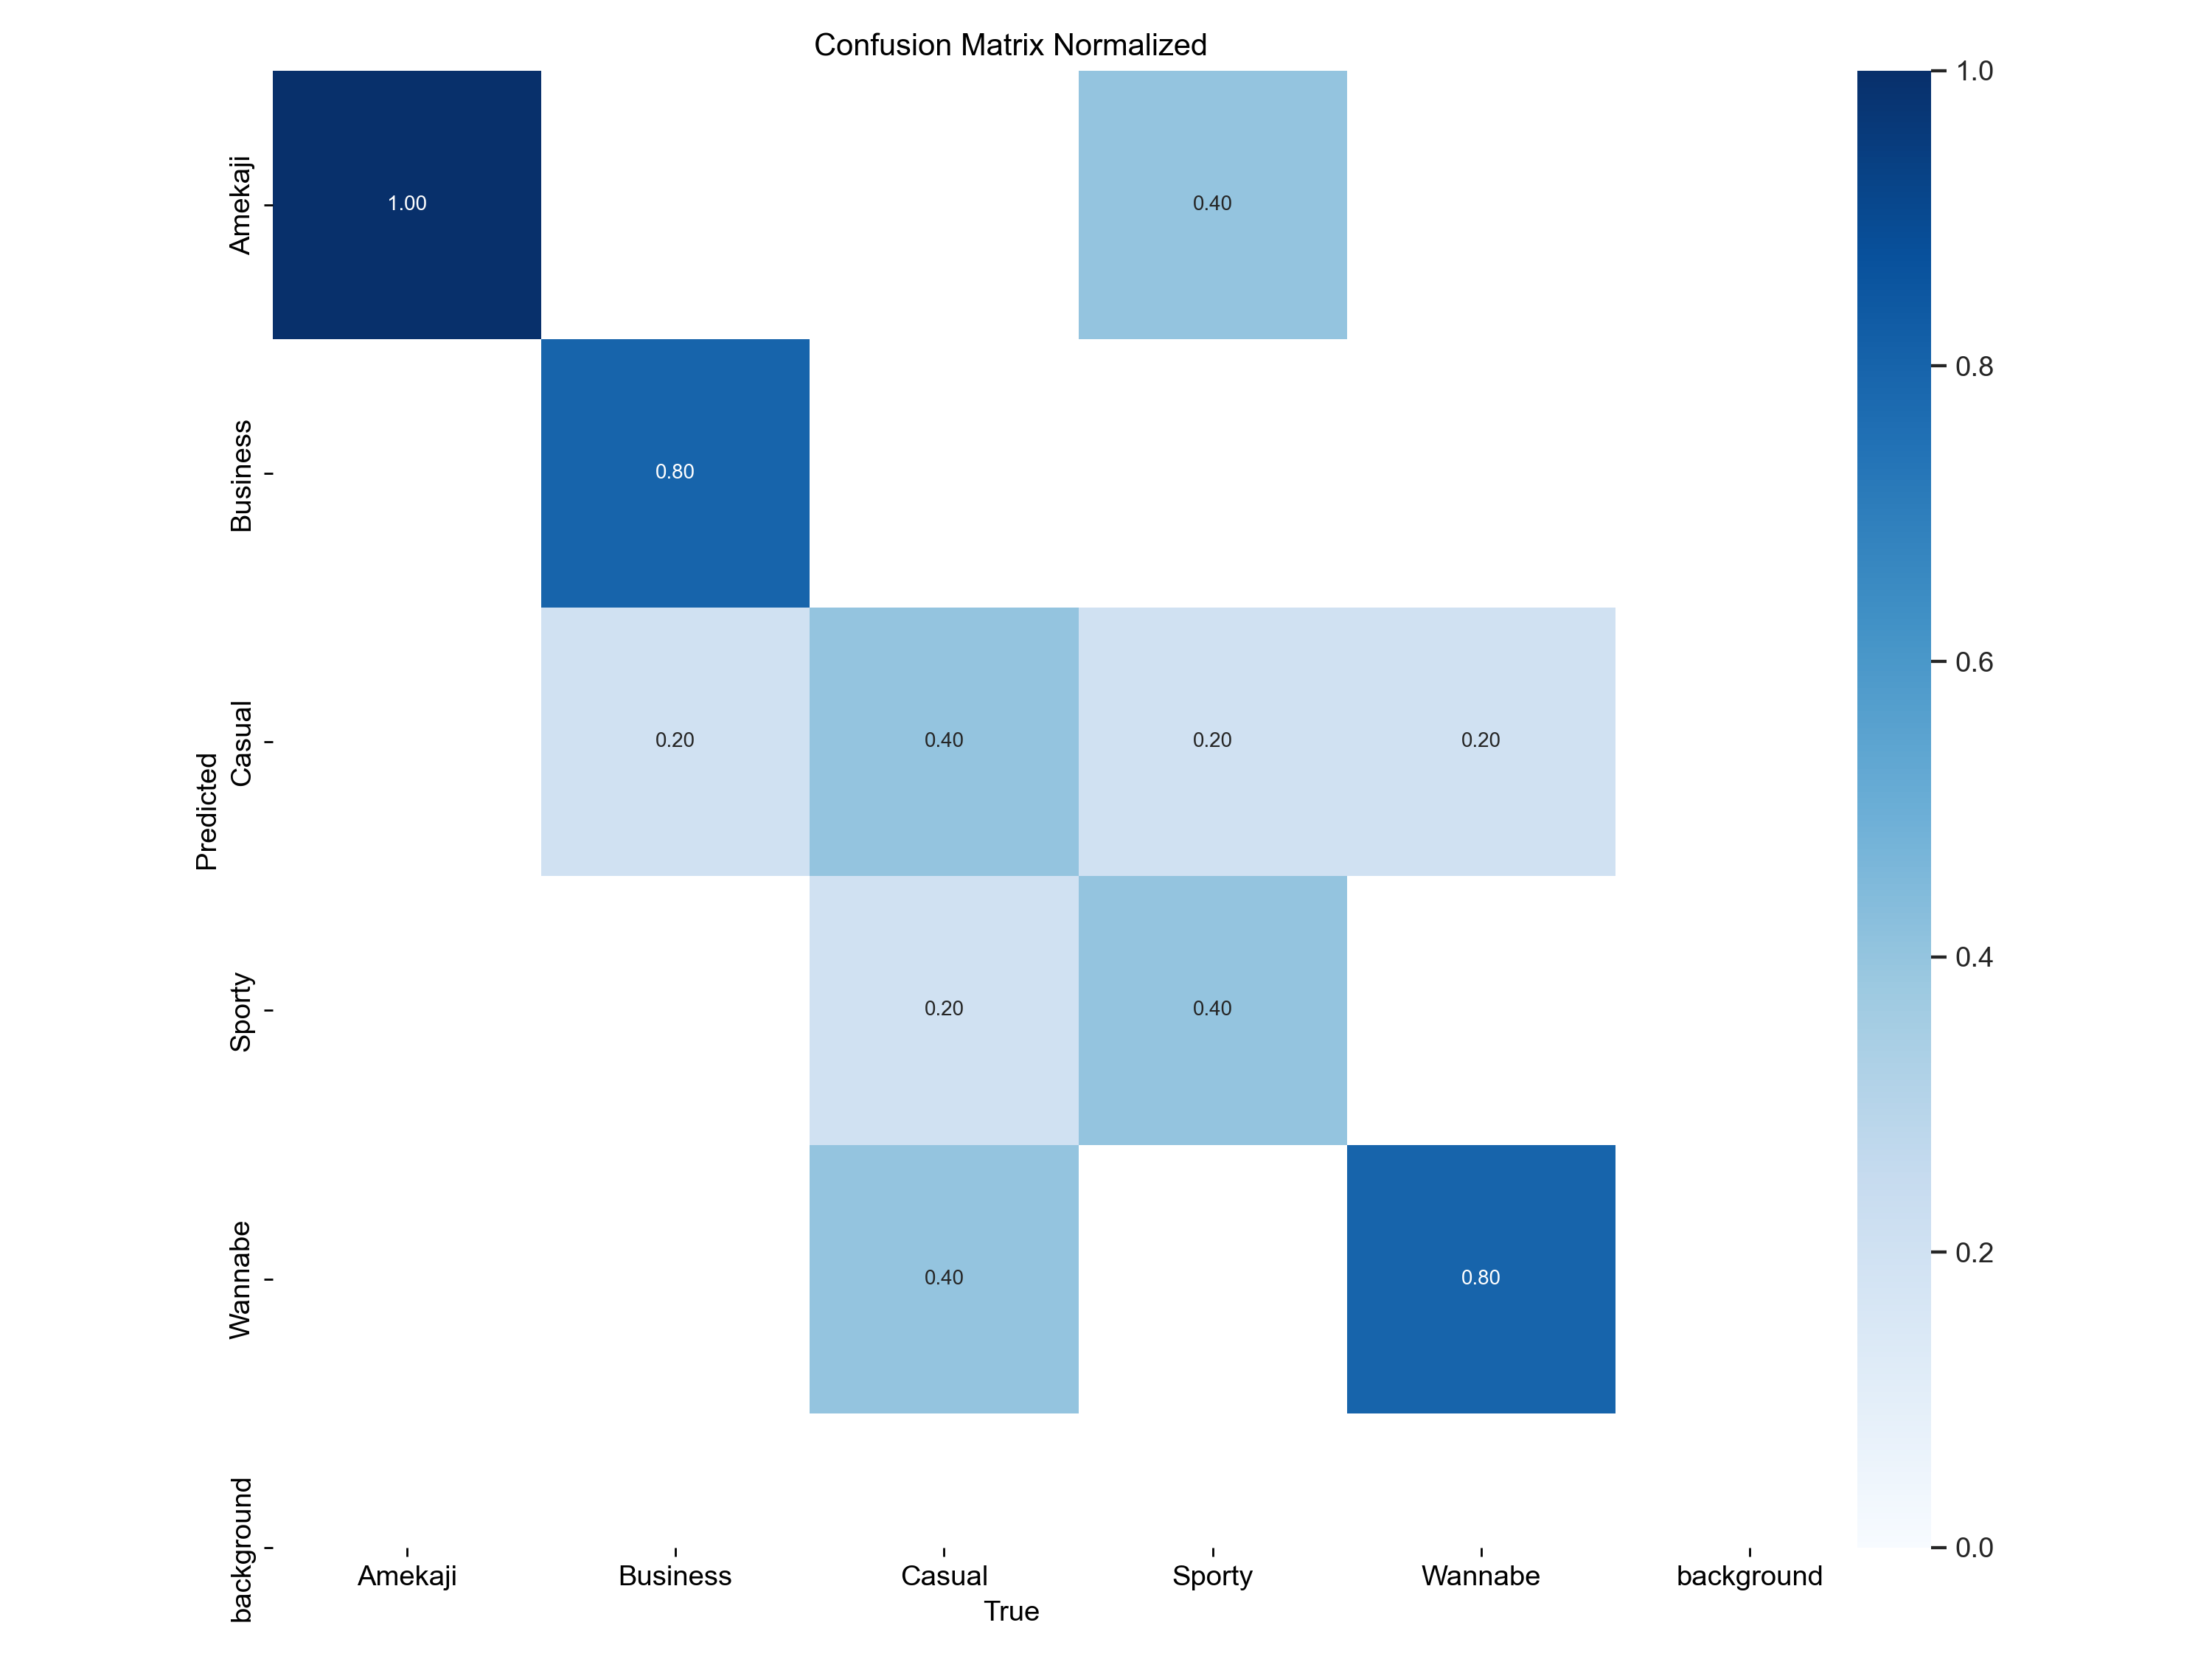 Confusion Matrix Normalized
Predicted
Amekaji
1.00
0.40
Business
0.80
Casual
0.20
0.40
0.20
0.20
Sporty
0.20
0.40
Wannabe
0.40
0.80
background
Amekaji
Business
Casual
Sporty
Wannabe
background
True
1.0
0.8
0.6
0.4
0.2
0.0